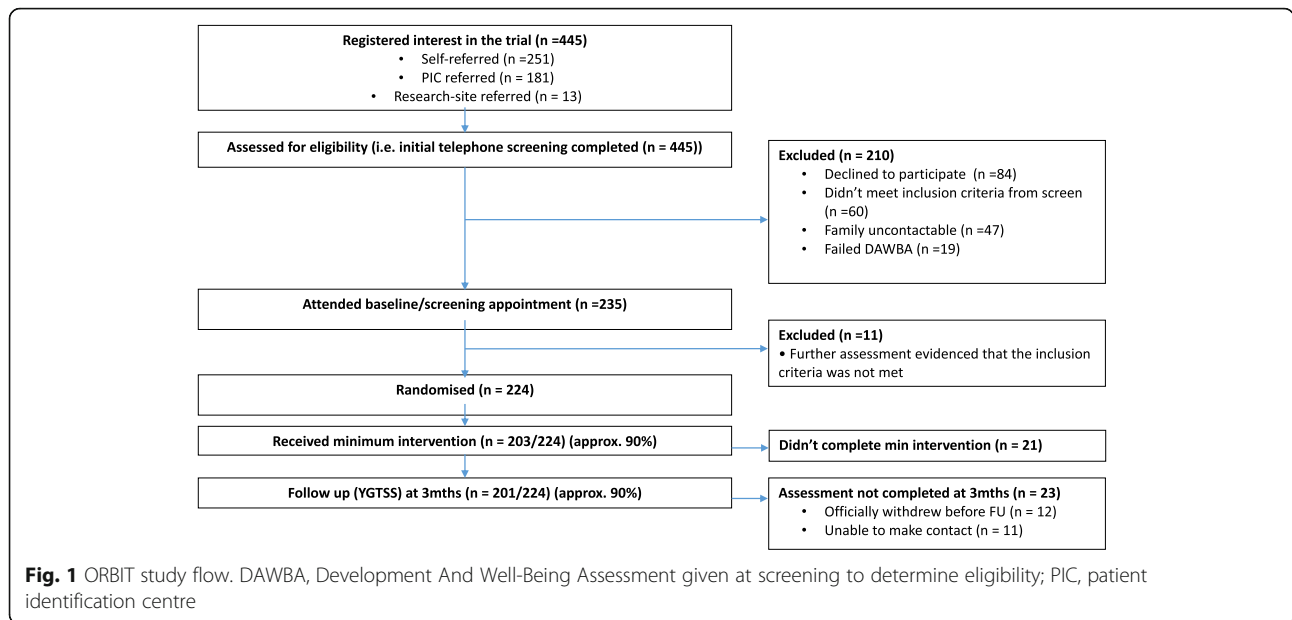 Registered interest in the trial (n =445)
• Self-referred (n =251)
• PIC referred (n = 181)
• Research-site referred (n = 13)
Assessed for eligibility (i.e. initial telephone screening completed (n = 445))
Excluded (n = 210)
• Declined to participate (n =84)
• Didn't meet inclusion criteria from screen
(n =60)
• Family uncontactable (n =47)
• Failed DAWBA (n =19)
Attended baseline/screening appointment (n =235)
Excluded (n =11)
• Further assessment evidenced that the inclusion
criteria was not met
Randomised (n = 224)
Received minimum intervention (n = 203/224) (approx. 90%)
Didn't complete min intervention (n = 21)
Follow up (YGTSS) at 3mths (n = 201/224) (approx. 90%)
Assessment not completed at 3mths (n = 23)
• Officially withdrew before FU (n = 12)
• Unable to make contact (n = 11)
Fig. 1 ORBIT study flow. DAWBA, Development And Well-Being Assessment given at screening to determine eligibility; PIC, patient
identification centre